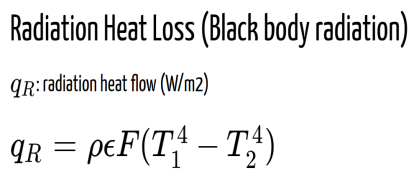 Radiation Heat Loss (Black body radiation)
q_R: radiation heat flow (W/m2)
q_R = ρϵF(T_1^4 − T_2^4)